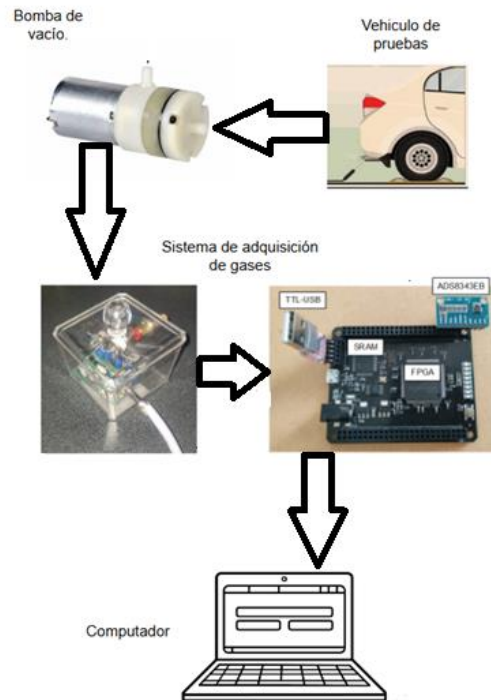 Bomba de
vacío.
Vehiculo de
pruebas
Sistema de adquisición
de gases
ADS8343EB
TTL-USB
SRAM
FPGA
Computador